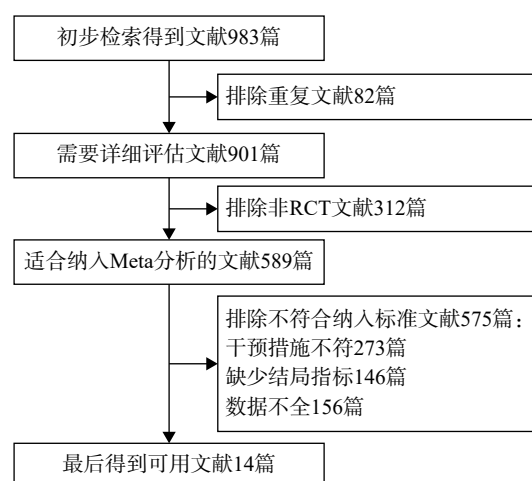 初步检索得到文献983篇
排除重复文献82篇
需要详细评估文献901篇
排除非RCT文献312篇
适合纳入Meta分析的文献589篇
排除不符合纳入标准文献575篇：
干预措施不符273篇
缺少结局指标146篇
数据不全156篇
最后得到可用文献14篇